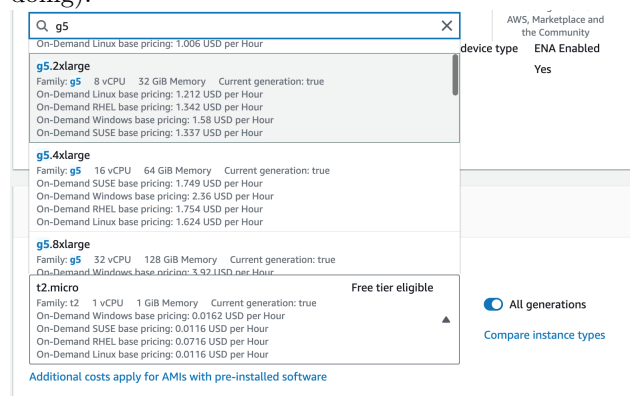 doing).
g5
AWS, Marketplace and
the Community
On-Demand Linux base pricing: 1.006 USD per Hour
device type ENA Enabled
Yes
g5.2xlarge
Family: g5 8 vCPU 32 GiB Memory Current generation: true
On-Demand Linux base pricing: 1.212 USD per Hour
On-Demand RHEL base pricing: 1.342 USD per Hour
On-Demand Windows base pricing: 1.58 USD per Hour
On-Demand SUSE base pricing: 1.337 USD per Hour
g5.4xlarge
Family: g5 16 vCPU 64 GiB Memory Current generation: true
On-Demand SUSE base pricing: 1.749 USD per Hour
On-Demand Windows base pricing: 2.36 USD per Hour
On-Demand RHEL base pricing: 1.754 USD per Hour
On-Demand Linux base pricing: 1.624 USD per Hour
g5.8xlarge
Family: g5 32 vCPU 128 GiB Memory Current generation: true
On-Demand Windows base pricing: 3.92 USD per Hour
t2.micro Free tier eligible
Family: t2 1 vCPU 1 GiB Memory Current generation: true
On-Demand Windows base pricing: 0.0162 USD per Hour
On-Demand SUSE base pricing: 0.0116 USD per Hour
On-Demand RHEL base pricing: 0.0716 USD per Hour
On-Demand Linux base pricing: 0.0116 USD per Hour
All generations
Compare instance types
Additional costs apply for AMIs with pre-installed software